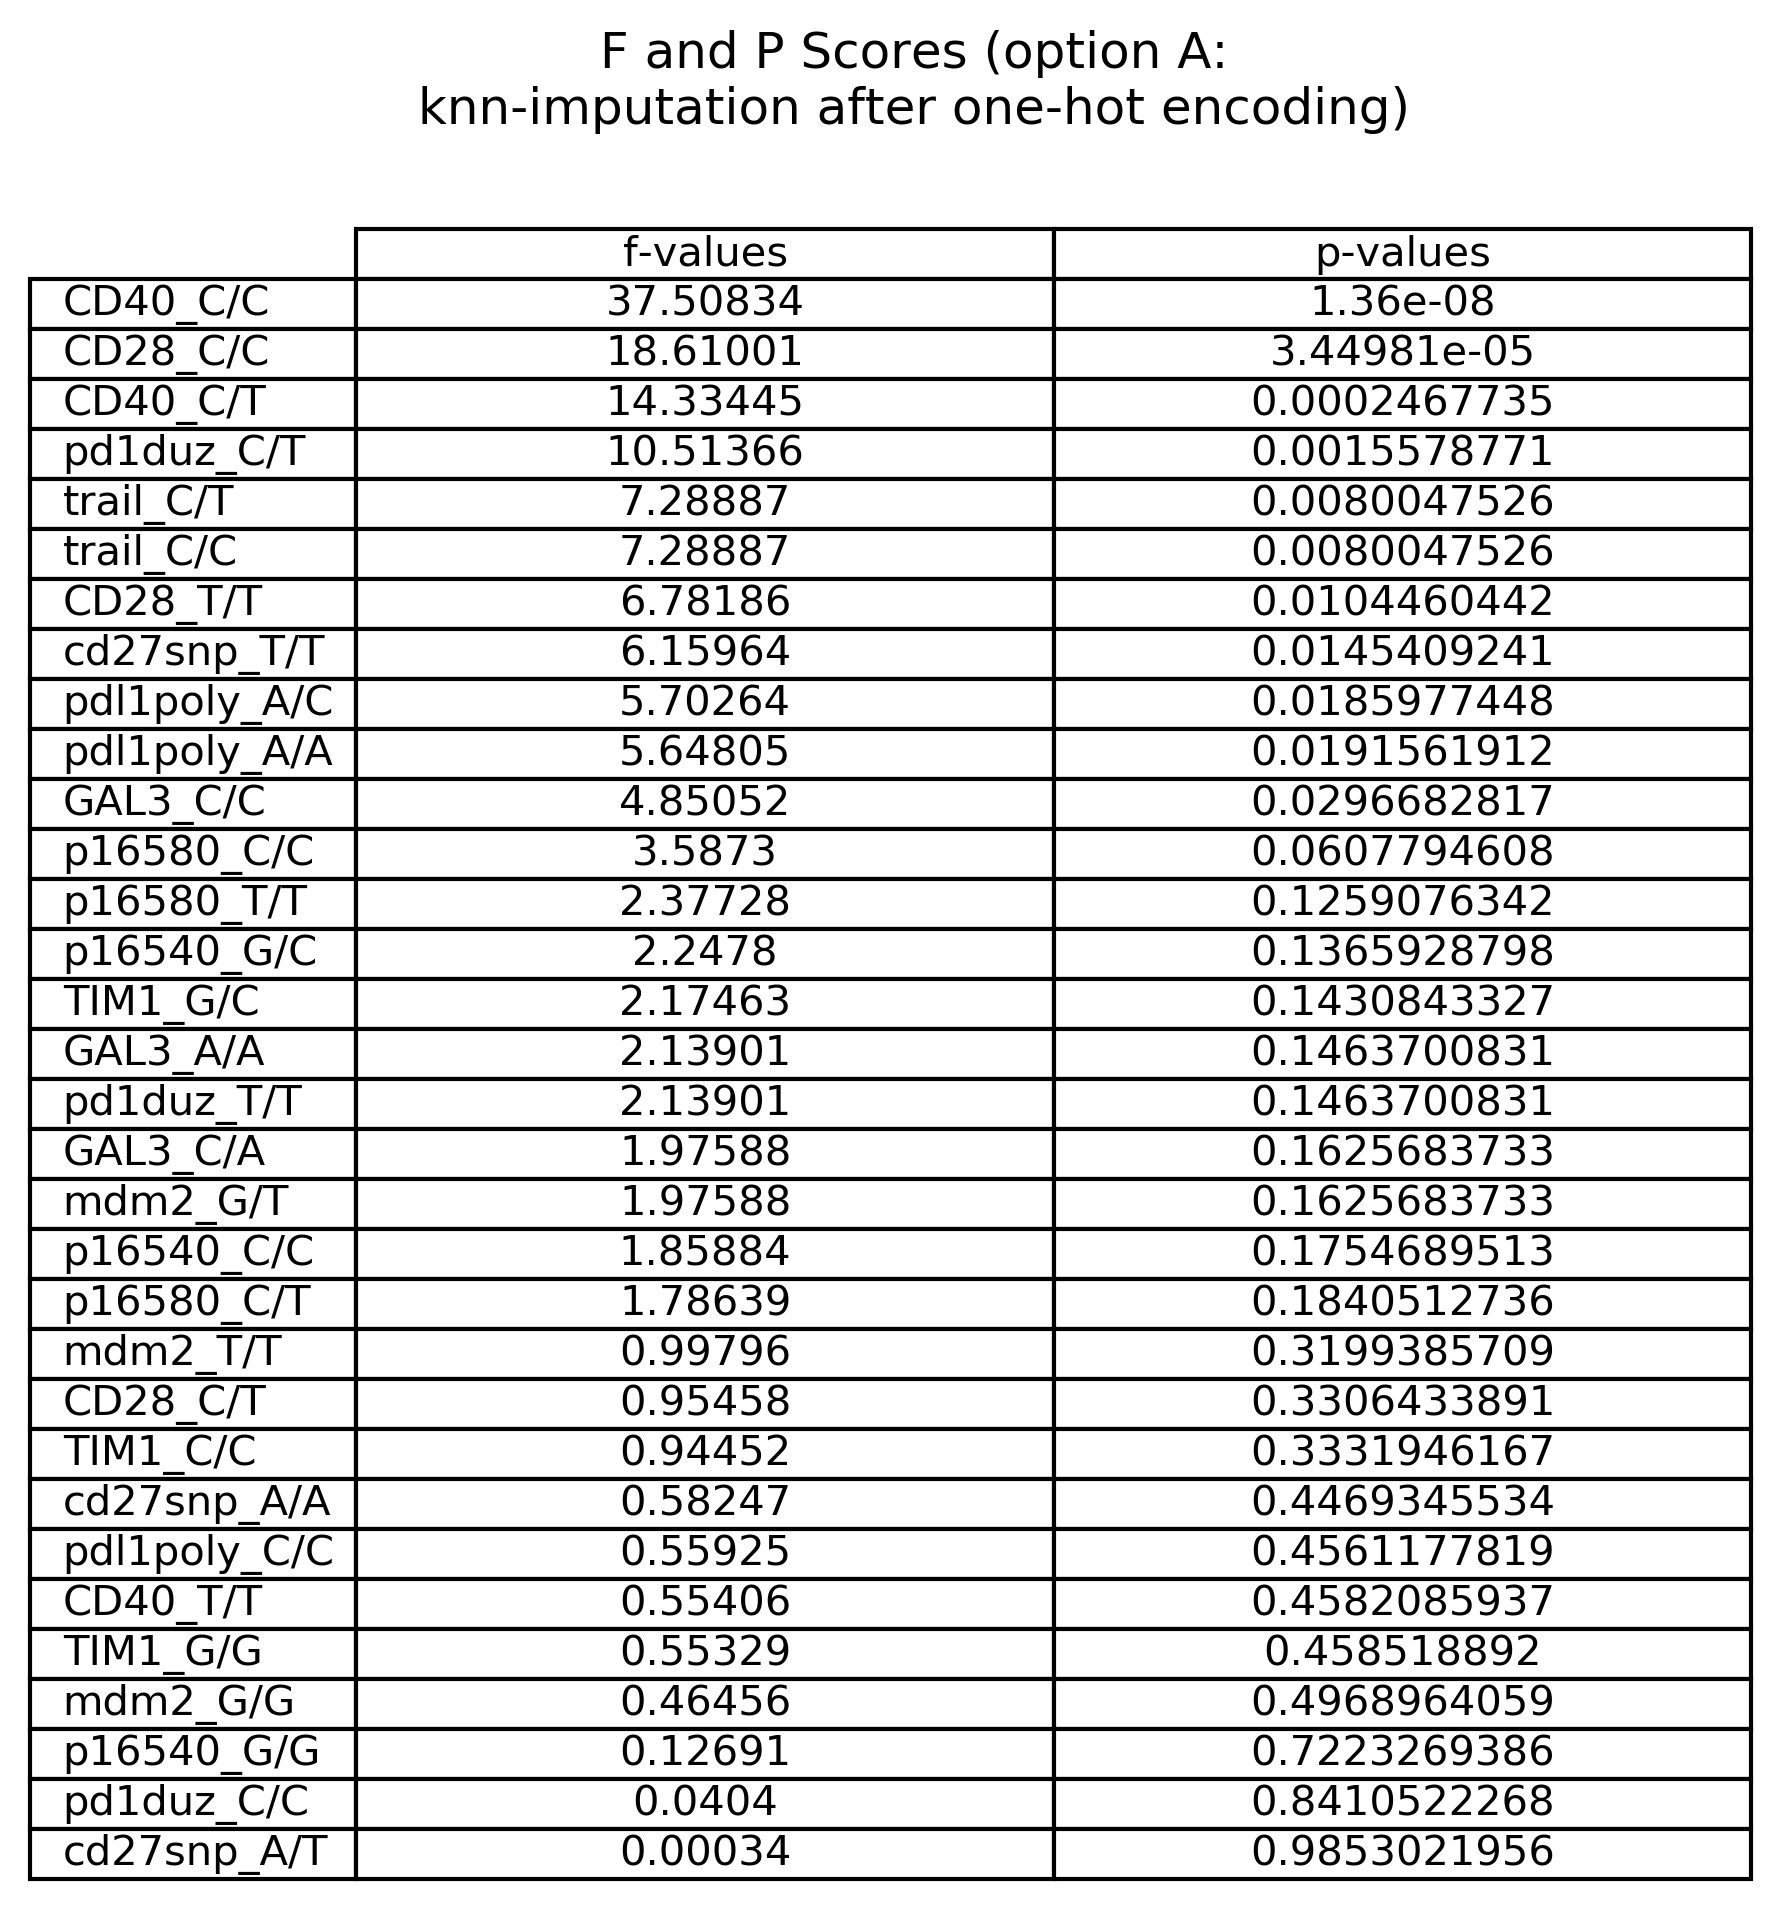 F and P Scores (option A:
knn-imputation after one-hot encoding)
f-values p-values
CD40_C/C 37.50834 1.36e-08
CD28_C/C 18.61001 3.44981e-05
CD40_C/T 14.33445 0.0002467735
pd1duz_C/T 10.51366 0.0015578771
trail_C/T 7.28887 0.0080047526
trail_C/C 7.28887 0.0080047526
CD28_T/T 6.78186 0.0104460442
cd27snp_T/T 6.15964 0.0145409241
pdl1poly_A/C 5.70264 0.0185977448
pdl1poly_A/A 5.64805 0.0191561912
GAL3_C/C 4.85052 0.0296682817
p16580_C/C 3.5873 0.0607794608
p16580_T/T 2.37728 0.1259076342
p16540_G/C 2.2478 0.1365928798
TIM1_G/C 2.17463 0.1430843327
GAL3_A/A 2.13901 0.1463700831
pd1duz_T/T 2.13901 0.1463700831
GAL3_C/A 1.97588 0.1625683733
mdm2_G/T 1.97588 0.1625683733
p16540_C/C 1.85884 0.1754689513
p16580_C/T 1.78639 0.1840512736
mdm2_T/T 0.99796 0.3199385709
CD28_C/T 0.95458 0.3306433891
TIM1_C/C 0.94452 0.3331946167
cd27snp_A/A 0.58247 0.4469345534
pdl1poly_C/C 0.55925 0.4561177819
CD40_T/T 0.55406 0.4582085937
TIM1_G/G 0.55329 0.458518892
mdm2_G/G 0.46456 0.4968964059
p16540_G/G 0.12691 0.7223269386
pd1duz_C/C 0.0404 0.8410522268
cd27snp_A/T 0.00034 0.9853021956